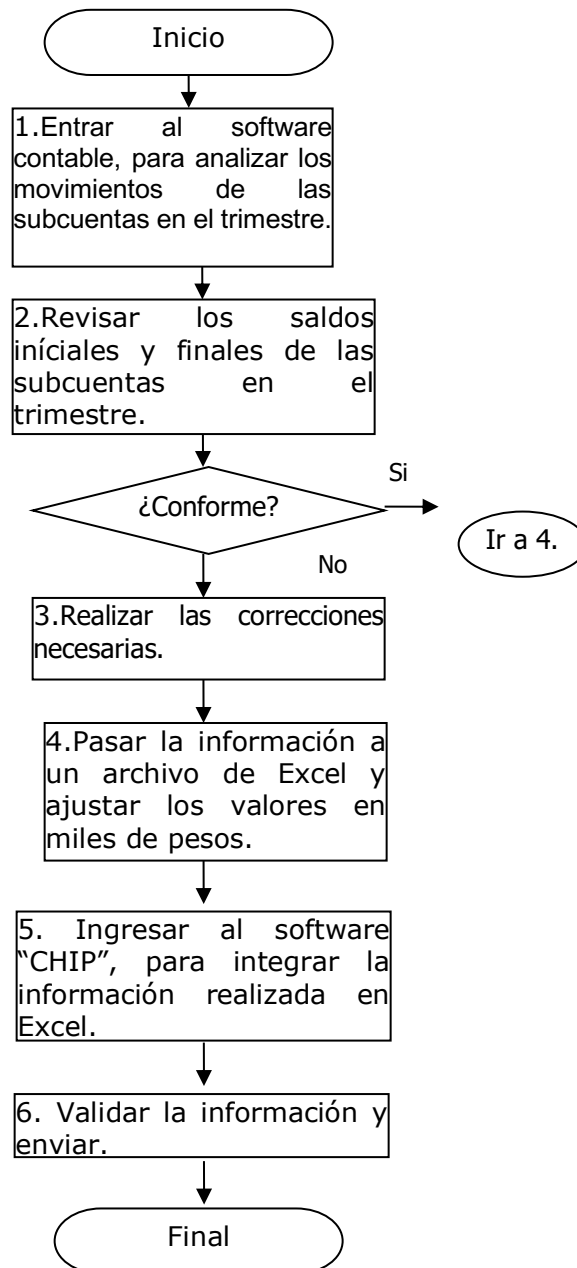 Inicio
1.Entrar al software
contable, para analizar los
movimientos de las
subcuentas en el trimestre.
2.Revisar los saldos
iníciales y finales de las
subcuentas en el
trimestre.
¿Conforme?
Si
Ir a 4.
No
3.Realizar las correcciones
necesarias.
4.Pasar la información a
un archivo de Excel y
ajustar los valores en
miles de pesos.
5. Ingresar al software
“CHIP”, para integrar la
información realizada en
Excel.
6. Validar la información y
enviar.
Final